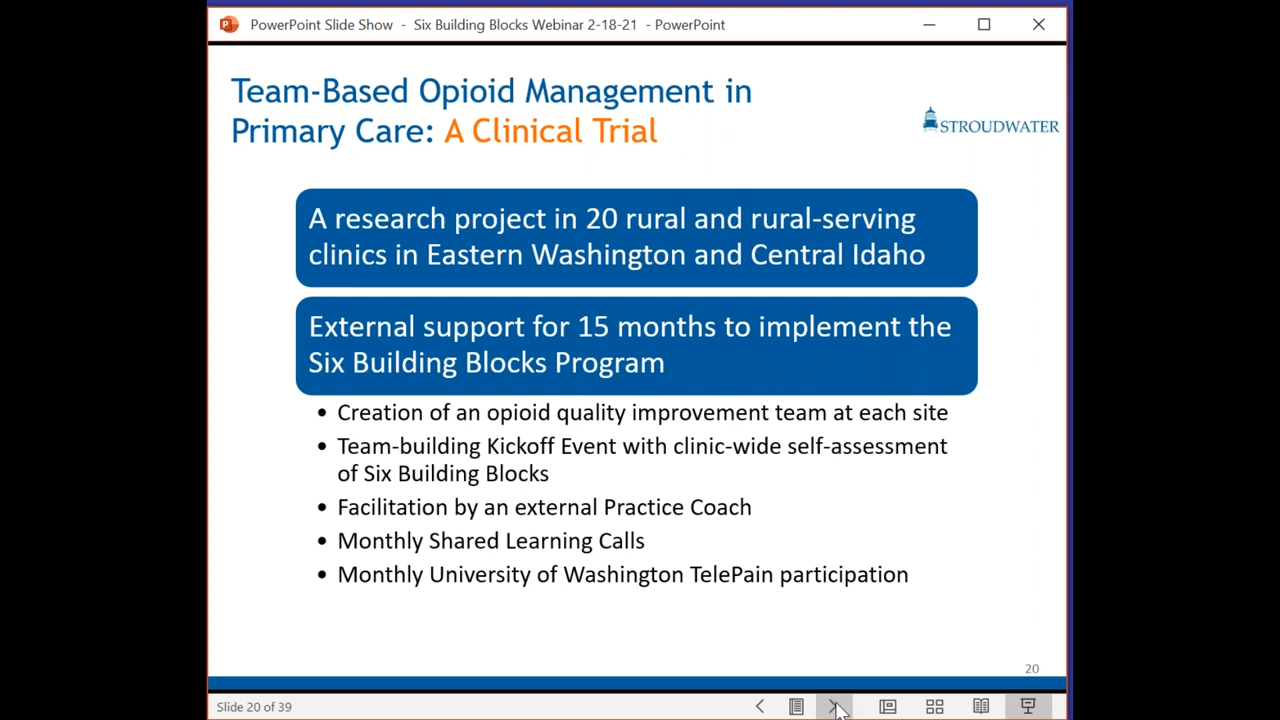 PowerPoint Slide Show - Six Building Blocks Webinar 2-18-21 - PowerPoint
Team-Based Opioid Management in
Primary Care: A Clinical Trial
STROUDWATER
A research project in 20 rural and rural-serving
clinics in Eastern Washington and Central Idaho
External support for 15 months to implement the
Six Building Blocks Program
• Creation of an opioid quality improvement team at each site
• Team-building Kickoff Event with clinic-wide self-assessment
of Six Building Blocks
• Facilitation by an external Practice Coach
• Monthly Shared Learning Calls
• Monthly University of Washington TelePain participation
20
Slide 20 of 39